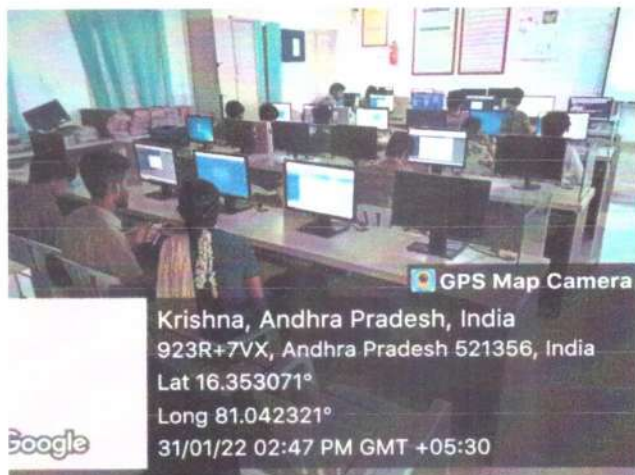 GPS Map Camera
Krishna, Andhra Pradesh, India
923R+7VX, Andhra Pradesh 521356, India
Lat 16.353071°
Long 81.042321°
31/01/22 02:47 PM GMT +05:30
Google